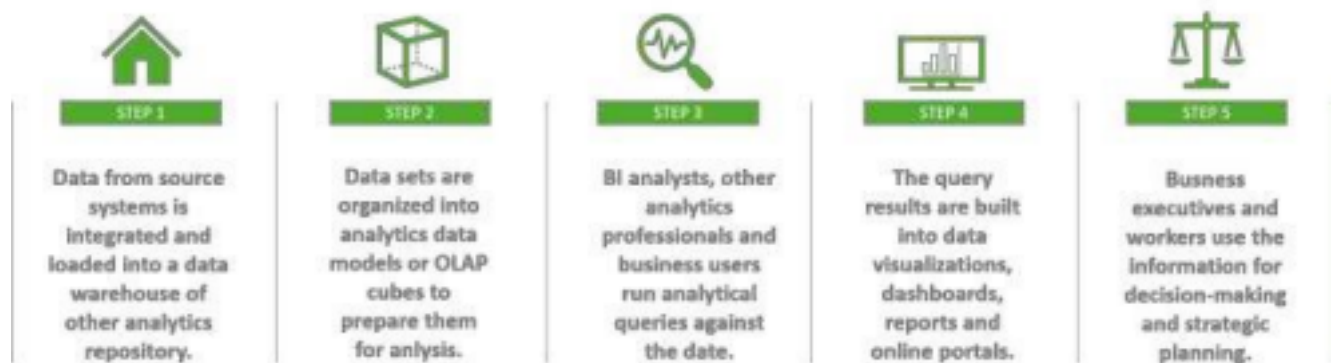 STEP 1
Data from source
systems is
integrated and
loaded into a data
warehouse of
other analytics
repository.
STEP 2
Data sets are
organized into
analytics data
models or OLAP
cubes to
prepare them
for anlysis.
STEP 3
BI analysts, other
analytics
professionals and
business users
run analytical
queries against
the date.
STEP 4
The query
results are built
into data
visualizations,
dashboards,
reports and
online portals.
STEP 5
Busness
executives and
workers use the
information for
decision-making
and strategic
planning.